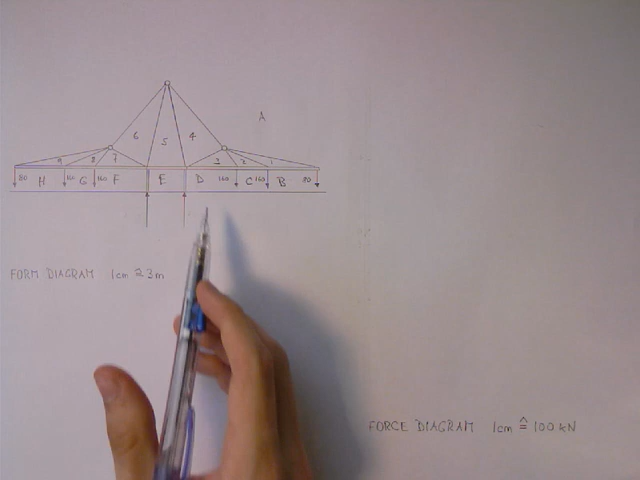 A
6 5 4
9 8 7 3 2 1
80 H 160 G 160 F E D 160 C 160 B 80
FORM DIAGRAM 1cm ≙ 3m
FORCE DIAGRAM 1cm ≙ 100 kN